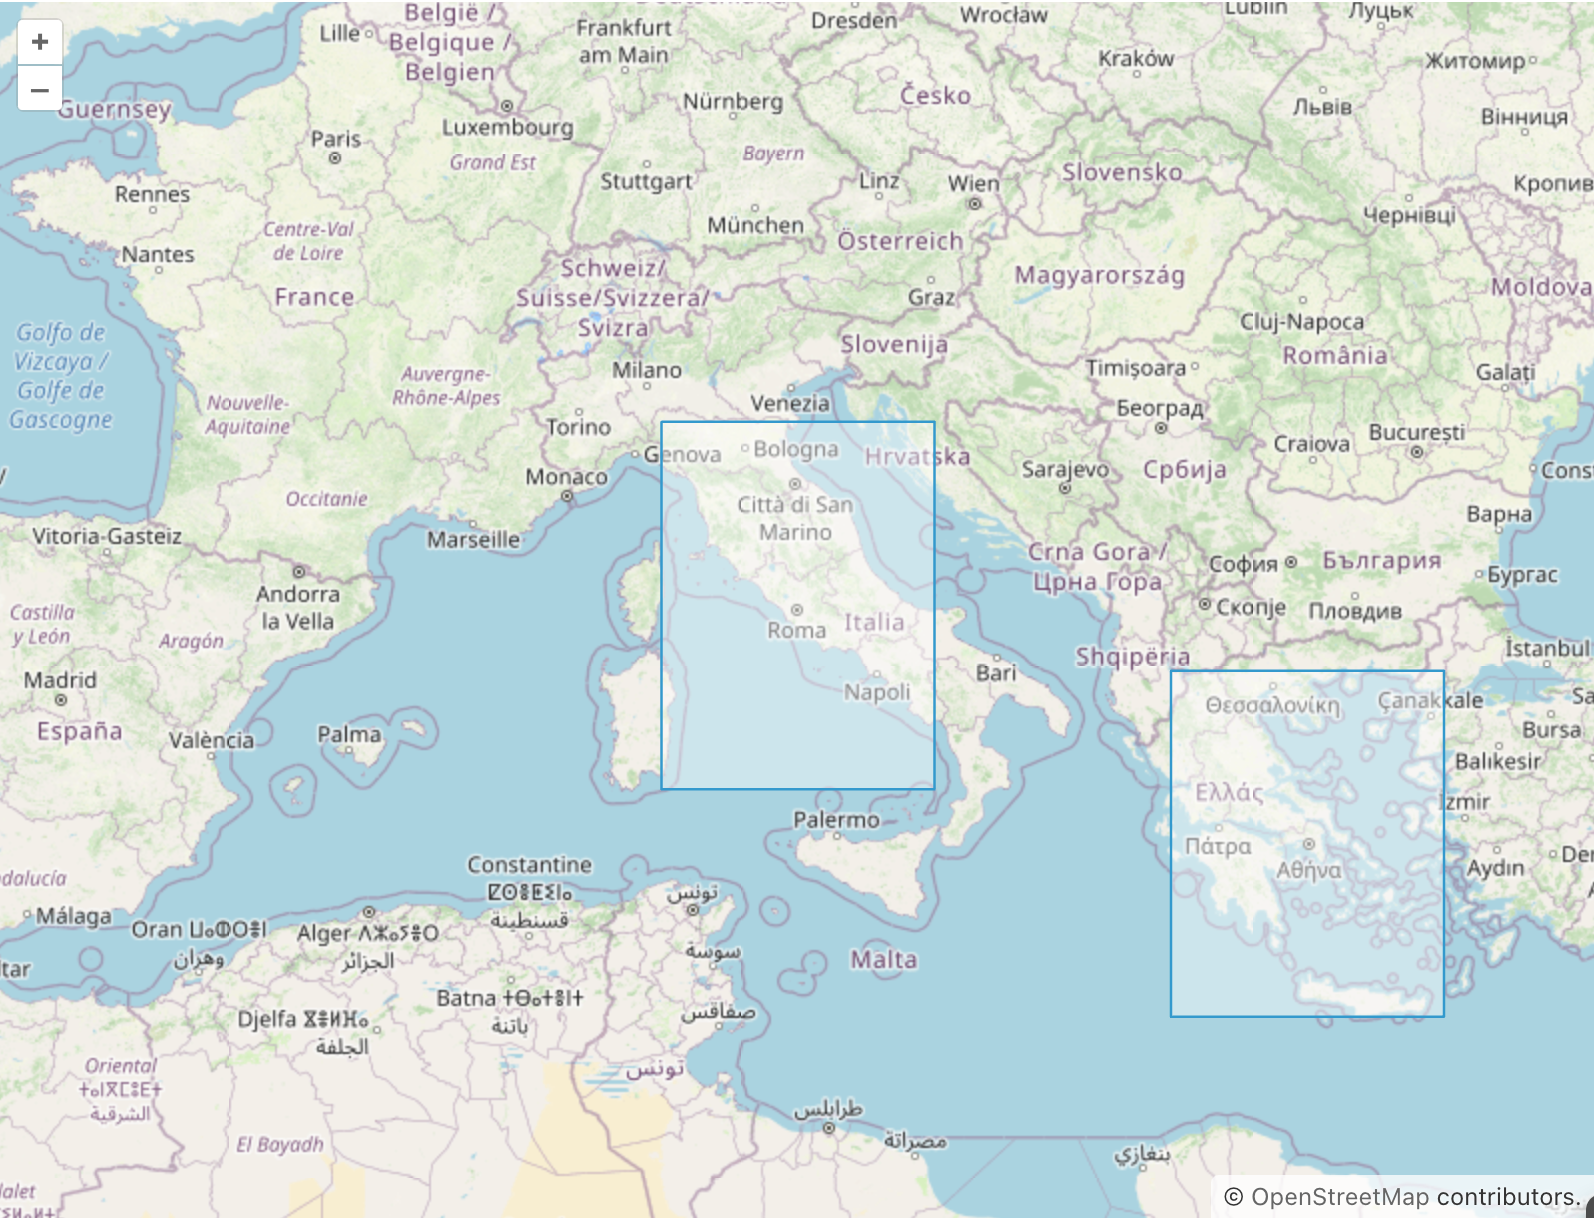 België /
Belgique /
Belgien
Lille
Frankfurt
am Main
Dresden
Wrocław
Lublin
Луцьк
+
−
Guernsey
Luxembourg
Nürnberg
Česko
Kraków
Житомир
Львів
Вінниця
Paris
Grand Est
Bayern
Stuttgart
Linz
Wien
Slovensko
Кропив
Rennes
München
Чернівці
Centre-Val
de Loire
Nantes
Österreich
Schweiz/
Suisse/Svizzera/
Svizra
Magyarország
Moldova
France
Graz
Cluj-Napoca
România
Golfo de
Vizcaya /
Golfe de
Gascogne
Slovenija
Milano
Timișoara
Galați
Auvergne-
Rhône-Alpes
Nouvelle-
Aquitaine
Venezia
Београд
Torino
Craiova
București
Genova
Bologna
Hrvatska
Sarajevo
Србија
Const
Monaco
Occitanie
Città di San
Marino
Варна
Vitoria-Gasteiz
Marseille
Crna Gora /
Црна Гора
София
България
Бургас
Andorra
la Vella
Скопје
Пловдив
Castilla
y León
Aragón
Roma
Italia
Shqipëria
İstanbul
Madrid
Bari
Napoli
Θεσσαλονίκη
Çanakkale
Sa
España
València
Palma
Bursa
Balıkesir
Ελλάς
İzmir
Palermo
Πάτρα
Αθήνα
Aydın
De
Constantine
ⵇⵙⴻⵏⵟⵉⵏⴰ
قسنطينة
تونس
dalucía
Málaga
Oran
وهران
Alger
الجزائر
سوسة
Malta
ltar
Batna
باتنة
صفاقس
Djelfa
الجلفة
تونس
Oriental
الشرقية
طرابلس
مصراتة
بنغازي
El Bayadh
alet
© OpenStreetMap contributors.